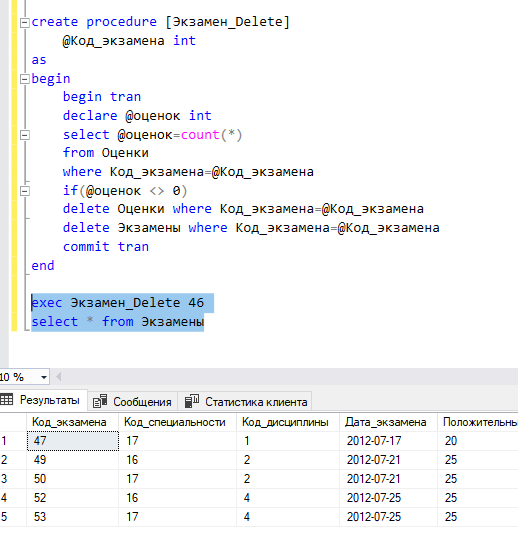 create procedure [Экзамен_Delete]
@Код_экзамена int
as
begin
begin tran
declare @оценок int
select @оценок=count(*)
from Оценки
where Код_экзамена=@Код_экзамена
if(@оценок <> 0)
delete Оценки where Код_экзамена=@Код_экзамена
delete Экзамены where Код_экзамена=@Код_экзамена
commit tran
end
exec Экзамен_Delete 46
select * from Экзамены
10 %
Результаты Сообщения Статистика клиента
Код_экзамена Код_специальности Код_дисциплины Дата_экзамена Положительны
1 47 17 1 2012-07-17 20
2 49 16 2 2012-07-21 25
3 50 17 2 2012-07-21 25
4 52 16 4 2012-07-25 25
5 53 17 4 2012-07-25 25